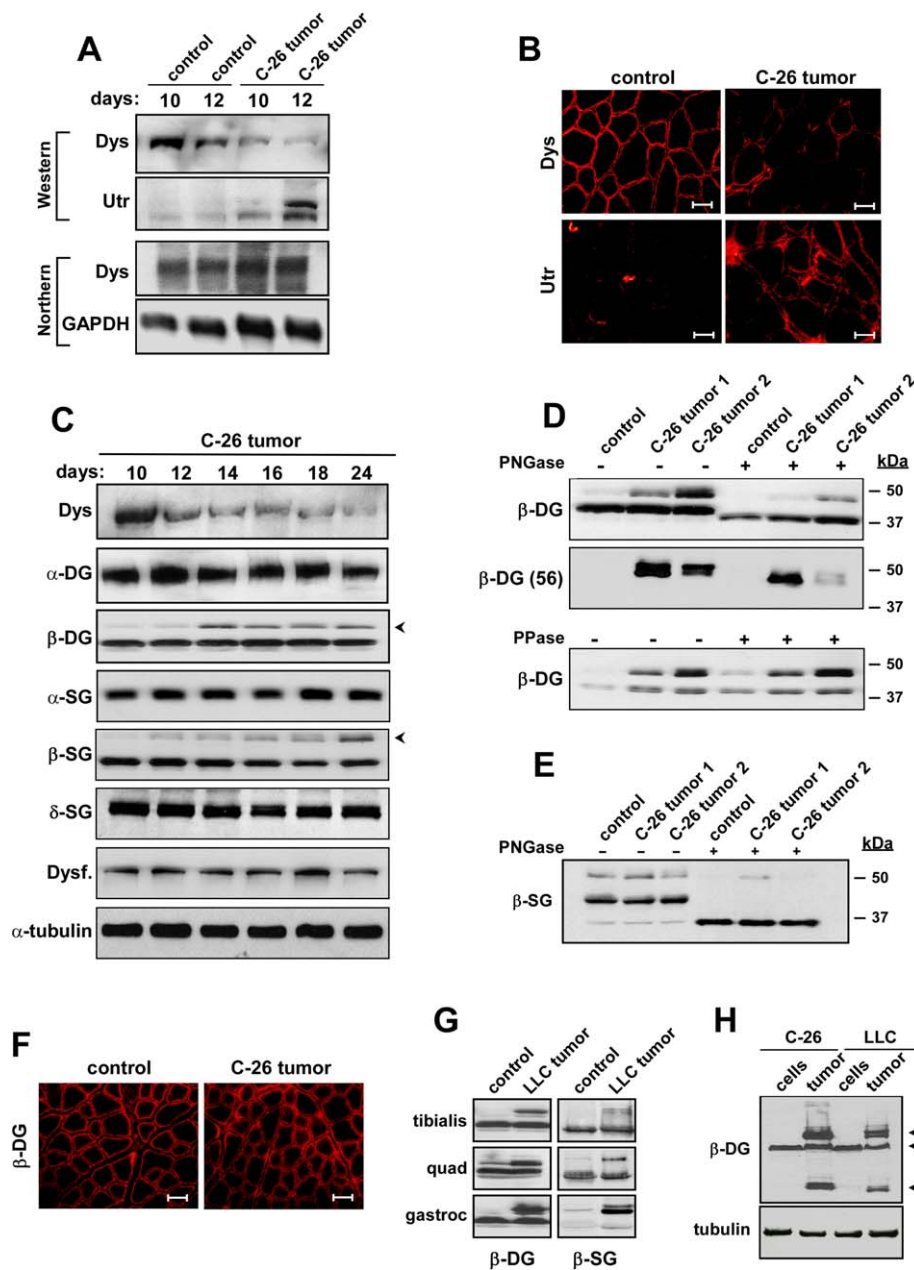 A
control control C-26 tumor C-26 tumor
days: 10 12 10 12
Western
Dys
Utr
Northern
Dys
GAPDH
B
control C-26 tumor
Dys
Utr
C
C-26 tumor
days: 10 12 14 16 18 24
Dys
α-DG
β-DG
α-SG
β-SG
δ-SG
Dysf.
α-tubulin
D
control C-26 tumor 1 C-26 tumor 2 control C-26 tumor 1 C-26 tumor 2
PNGase - - - + + + kDa
β-DG
50
37
β-DG (56)
50
37
PPase - - - + + +
β-DG
50
37
E
control C-26 tumor 1 C-26 tumor 2 control C-26 tumor 1 C-26 tumor 2
PNGase - - - + + + kDa
β-SG
50
37
F
control C-26 tumor
β-DG
G
control LLC tumor control LLC tumor
tibialis
quad
gastroc
β-DG β-SG
H
C-26 LLC
cells tumor cells tumor
β-DG
tubulin